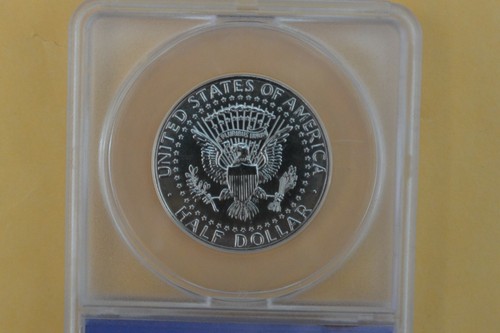 UNITED STATES OF AMERICA
HALF DOLLAR